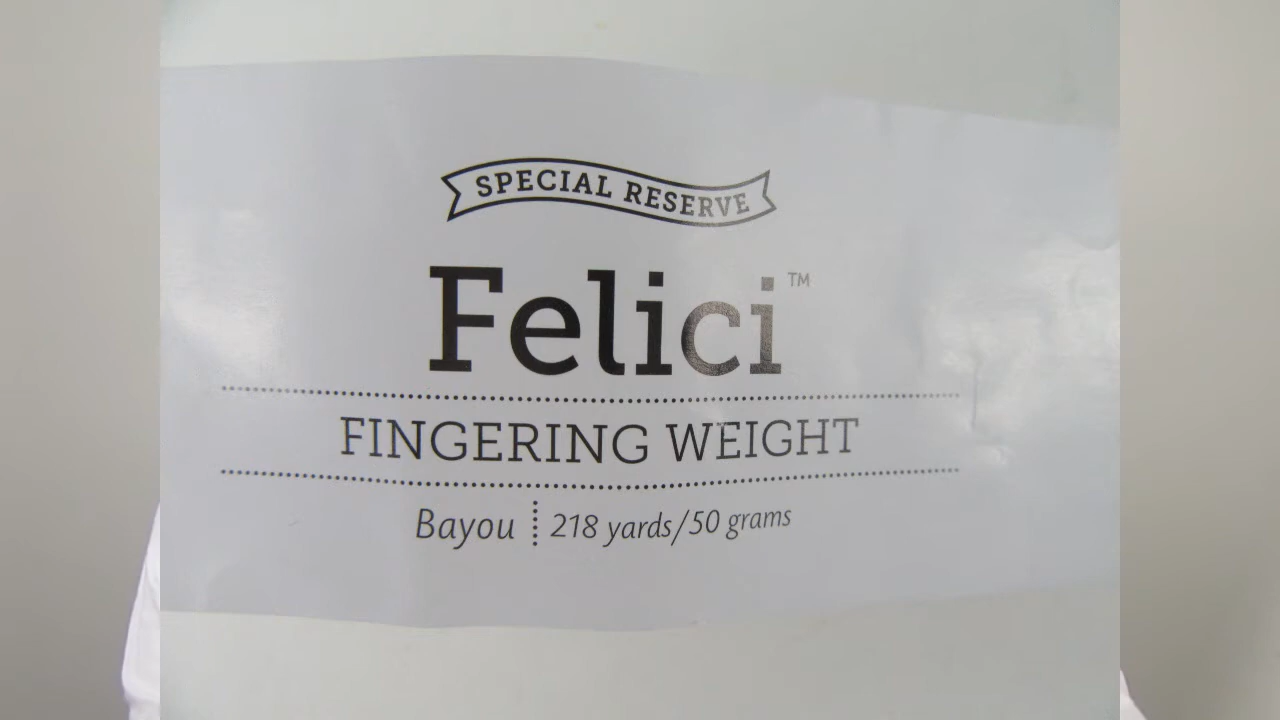 SPECIAL RESERVE
Felici™
FINGERING WEIGHT
Bayou 218 yards/50 grams